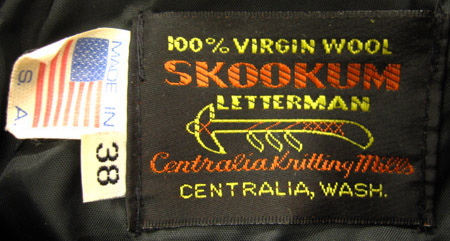 MADE IN
U. S. A.
38
100% VIRGIN WOOL
SKOOKUM
LETTERMAN
Centralia Knitting Mills
CENTRALIA, WASH.